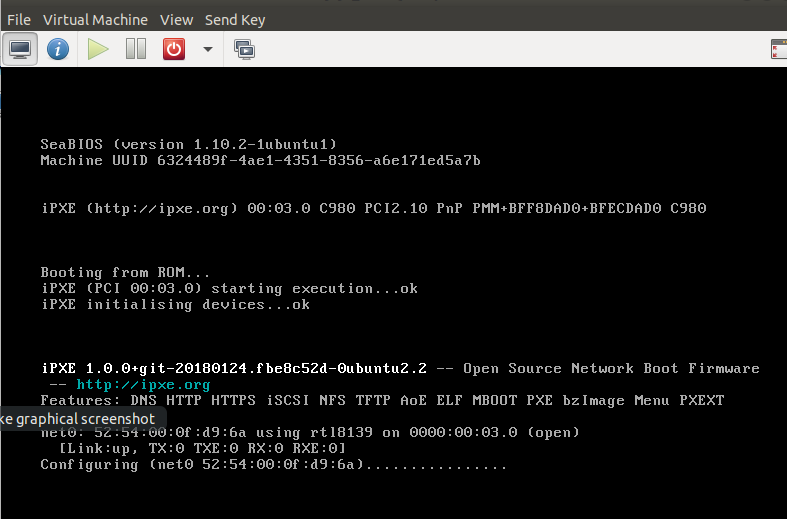 File Virtual Machine View Send Key
SeaBIOS (version 1.10.2-1ubuntu1)
Machine UUID 6324489f-4ae1-4351-8356-a6e171ed5a7b
iPXE (http://ipxe.org) 00:03.0 C980 PCI2.10 PnP PMM+BFF8DAD0+BFECDAD0 C980
Booting from ROM...
iPXE (PCI 00:03.0) starting execution...ok
iPXE initialising devices...ok
iPXE 1.0.0+git-20180124.fbe8c52d-0ubuntu2.2 -- Open Source Network Boot Firmware
-- http://ipxe.org
Features: DNS HTTP HTTPS iSCSI NFS TFTP AoE ELF MBOOT PXE bzImage Menu PXEXT
ke graphical screenshot
net0: 52:54:00:0f:d9:6a using rtl8139 on 0000:00:03.0 (open)
[Link:up, TX:0 TXE:0 RX:0 RXE:0]
Configuring (net0 52:54:00:0f:d9:6a)................